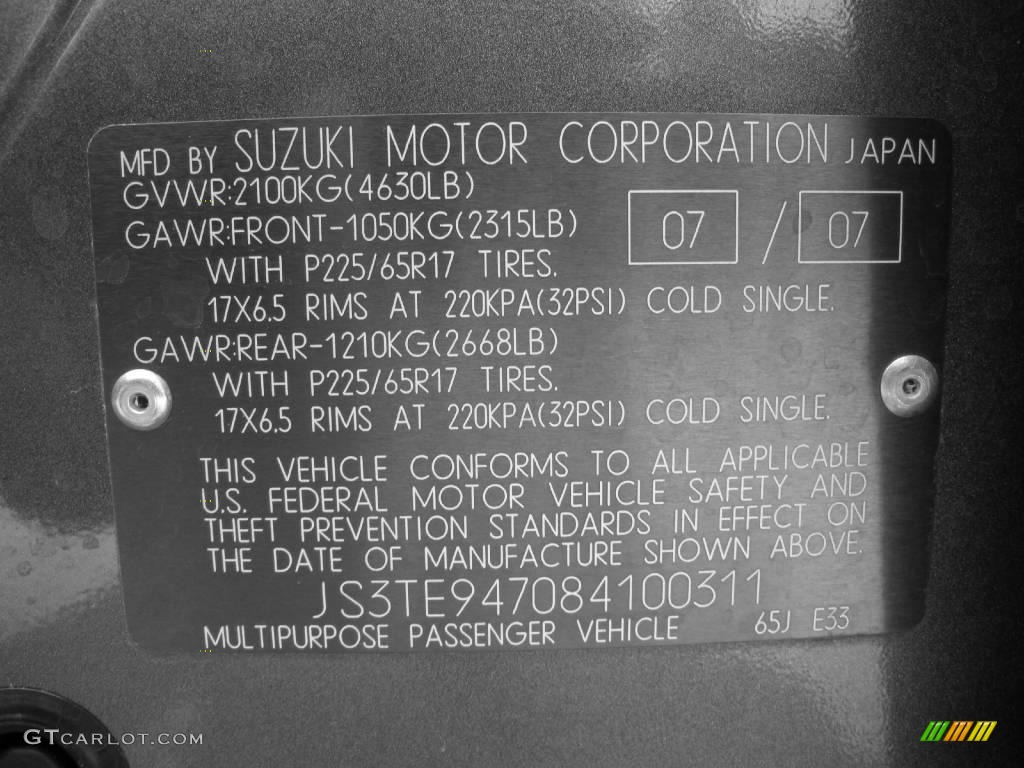 MFD BY SUZUKI MOTOR CORPORATION JAPAN
GVWR:2100KG(4630LB)
GAWR:FRONT-1050KG(2315LB) 07 / 07
WITH P225/65R17 TIRES.
17X6.5 RIMS AT 220KPA(32PSI) COLD SINGLE.
GAWR:REAR-1210KG(2668LB)
WITH P225/65R17 TIRES.
17X6.5 RIMS AT 220KPA(32PSI) COLD SINGLE.
THIS VEHICLE CONFORMS TO ALL APPLICABLE
U.S. FEDERAL MOTOR VEHICLE SAFETY AND
THEFT PREVENTION STANDARDS IN EFFECT ON
THE DATE OF MANUFACTURE SHOWN ABOVE.
JS3TE947084100311
MULTIPURPOSE PASSENGER VEHICLE 65J E33
GTCARLOT.COM